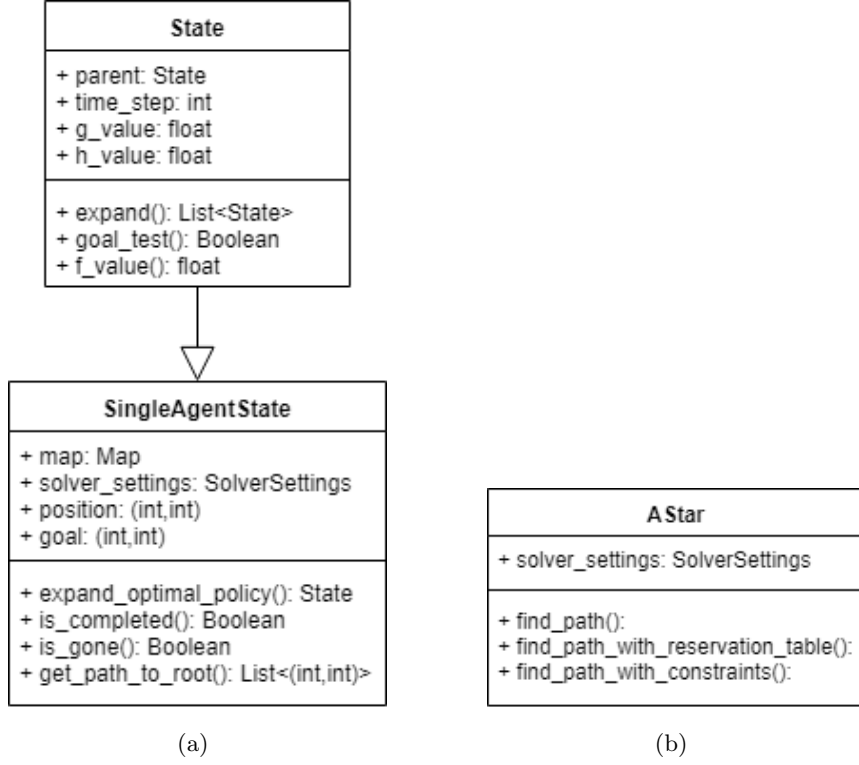 State
+ parent: State
+ time_step: int
+ g_value: float
+ h_value: float
+ expand(): List<State>
+ goal_test(): Boolean
+ f_value(): float
SingleAgentState
+ map: Map
+ solver_settings: SolverSettings
+ position: (int,int)
+ goal: (int,int)
+ expand_optimal_policy(): State
+ is_completed(): Boolean
+ is_gone(): Boolean
+ get_path_to_root(): List<(int,int)>
(a)
AStar
+ solver_settings: SolverSettings
+ find_path():
+ find_path_with_reservation_table():
+ find_path_with_constraints():
(b)